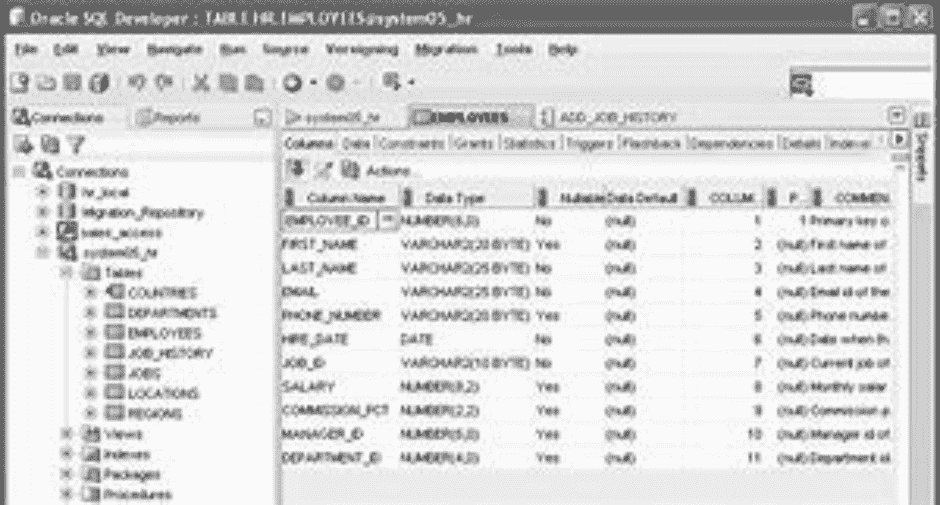 Oracle SQL Developer : TABLE HR.EMPLOYEES@system05_hr
File Edit View Navigate Run Source Versioning Migration Tools Help
Connections Reports system05_hr EMPLOYEES ADD_JOB_HISTORY
Columns Data Constraints Grants Statistics Triggers Flashback Dependencies Details Indexes
Actions...
Snippets
Connections
hr_local
Migration_Repository
sales_access
system05_hr
Tables
COUNTRIES
DEPARTMENTS
EMPLOYEES
JOB_HISTORY
JOBS
LOCATIONS
REGIONS
Views
Indexes
Packages
Procedures
Column Name Data Type Nullable Data Default COLUM P COMMEN
EMPLOYEE_ID NUMBER(6,0) No (null) 1 1 Primary key o
FIRST_NAME VARCHAR2(20 BYTE) Yes (null) 2 (null) First name of
LAST_NAME VARCHAR2(25 BYTE) No (null) 3 (null) Last name of
EMAIL VARCHAR2(25 BYTE) No (null) 4 (null) Email id of the
PHONE_NUMBER VARCHAR2(20 BYTE) Yes (null) 5 (null) Phone numbe
HIRE_DATE DATE No (null) 6 (null) Date when th
JOB_ID VARCHAR2(10 BYTE) No (null) 7 (null) Current job of
SALARY NUMBER(8,2) Yes (null) 8 (null) Monthly salar
COMMISSION_PCT NUMBER(2,2) Yes (null) 9 (null) Commission p
MANAGER_ID NUMBER(6,0) Yes (null) 10 (null) Manager id of
DEPARTMENT_ID NUMBER(4,0) Yes (null) 11 (null) Department id